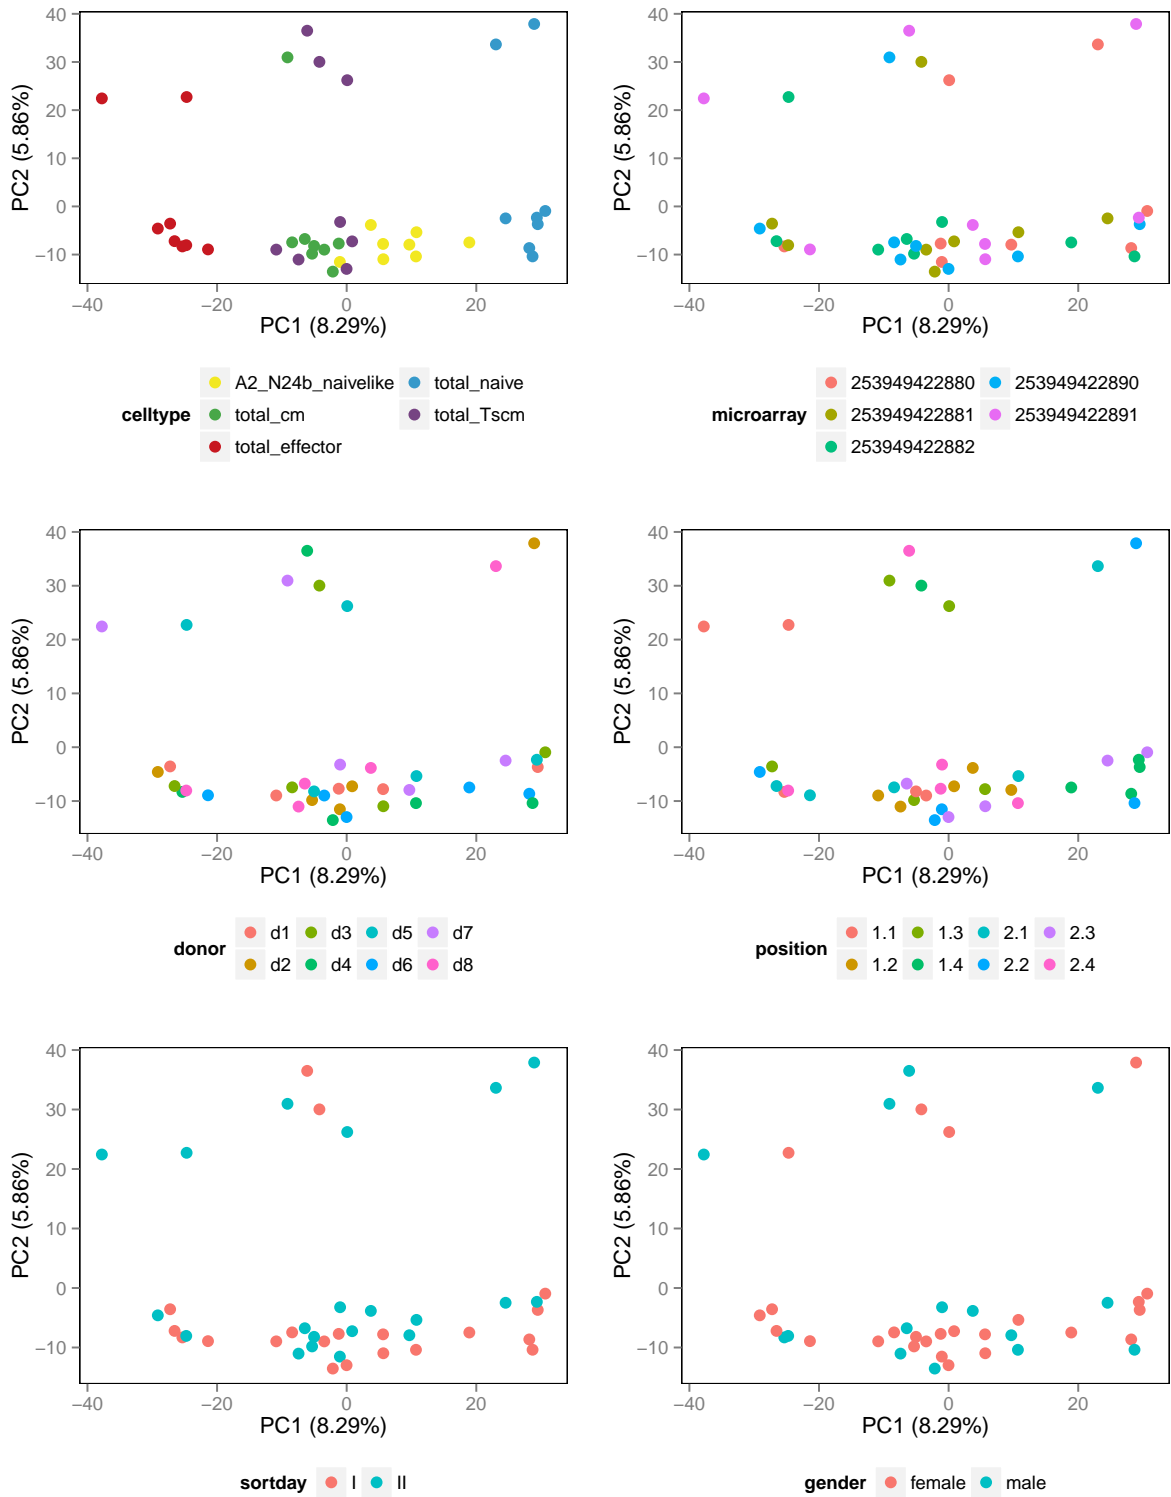 40
30
20
10
0
−10
PC2 (5.86%)
−40
−20
0
20
PC1 (8.29%)
celltype
A2_N24b_naivelike
total_naive
total_cm
total_Tscm
total_effector
40
30
20
10
0
−10
PC2 (5.86%)
−40
−20
0
20
PC1 (8.29%)
microarray
253949422880
253949422890
253949422881
253949422891
253949422882
40
30
20
10
0
−10
PC2 (5.86%)
−40
−20
0
20
PC1 (8.29%)
donor
d1 d3 d5 d7
d2 d4 d6 d8
40
30
20
10
0
−10
PC2 (5.86%)
−40
−20
0
20
PC1 (8.29%)
position
1.1 1.3 2.1 2.3
1.2 1.4 2.2 2.4
40
30
20
10
0
−10
PC2 (5.86%)
−40
−20
0
20
PC1 (8.29%)
sortday I II
40
30
20
10
0
−10
PC2 (5.86%)
−40
−20
0
20
PC1 (8.29%)
gender female male